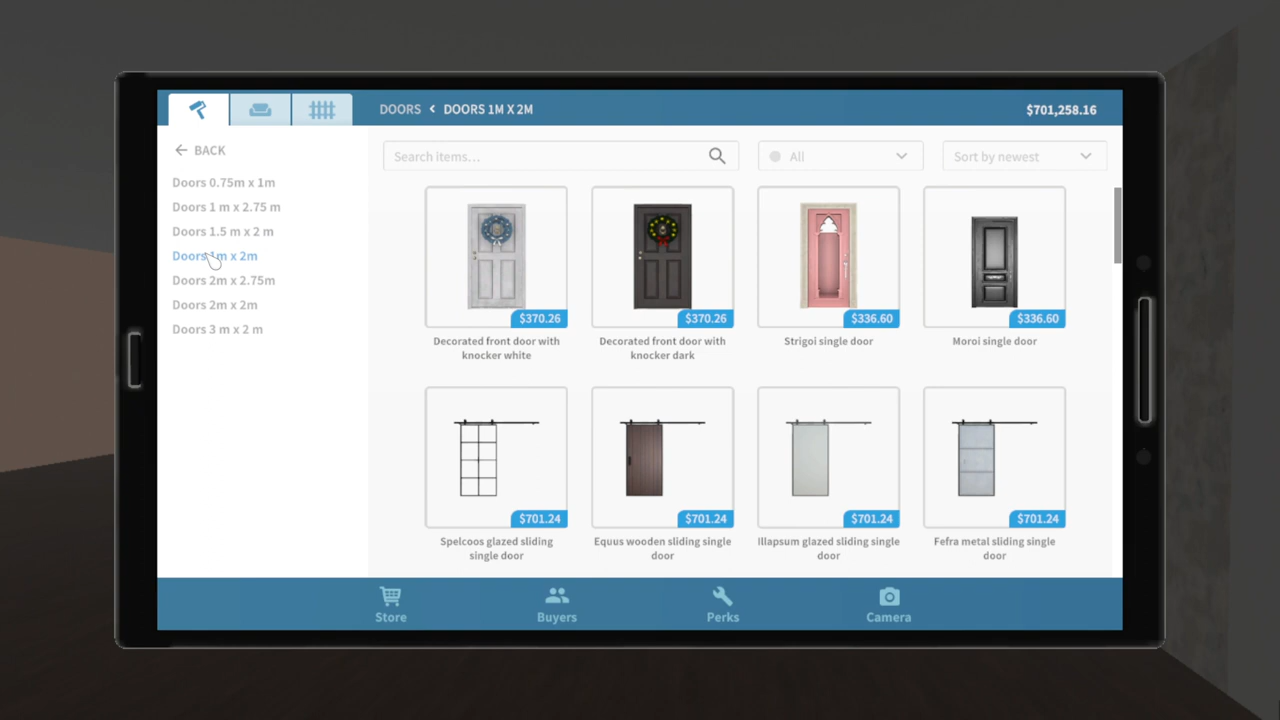 DOORS < DOORS 1M X 2M
$701,258.16
BACK
Doors 0.75m x 1m
Doors 1 m x 2.75 m
Doors 1.5 m x 2 m
Doors 1m x 2m
Doors 2m x 2.75m
Doors 2m x 2m
Doors 3 m x 2 m
Search items...
All
Sort by newest
$370.26
Decorated front door with
knocker white
$370.26
Decorated front door with
knocker dark
$336.60
Strigoi single door
$336.60
Moroi single door
$701.24
Spelcoos glazed sliding
single door
$701.24
Equus wooden sliding single
door
$701.24
Illapsum glazed sliding single
door
$701.24
Fefra metal sliding single
door
Store
Buyers
Perks
Camera